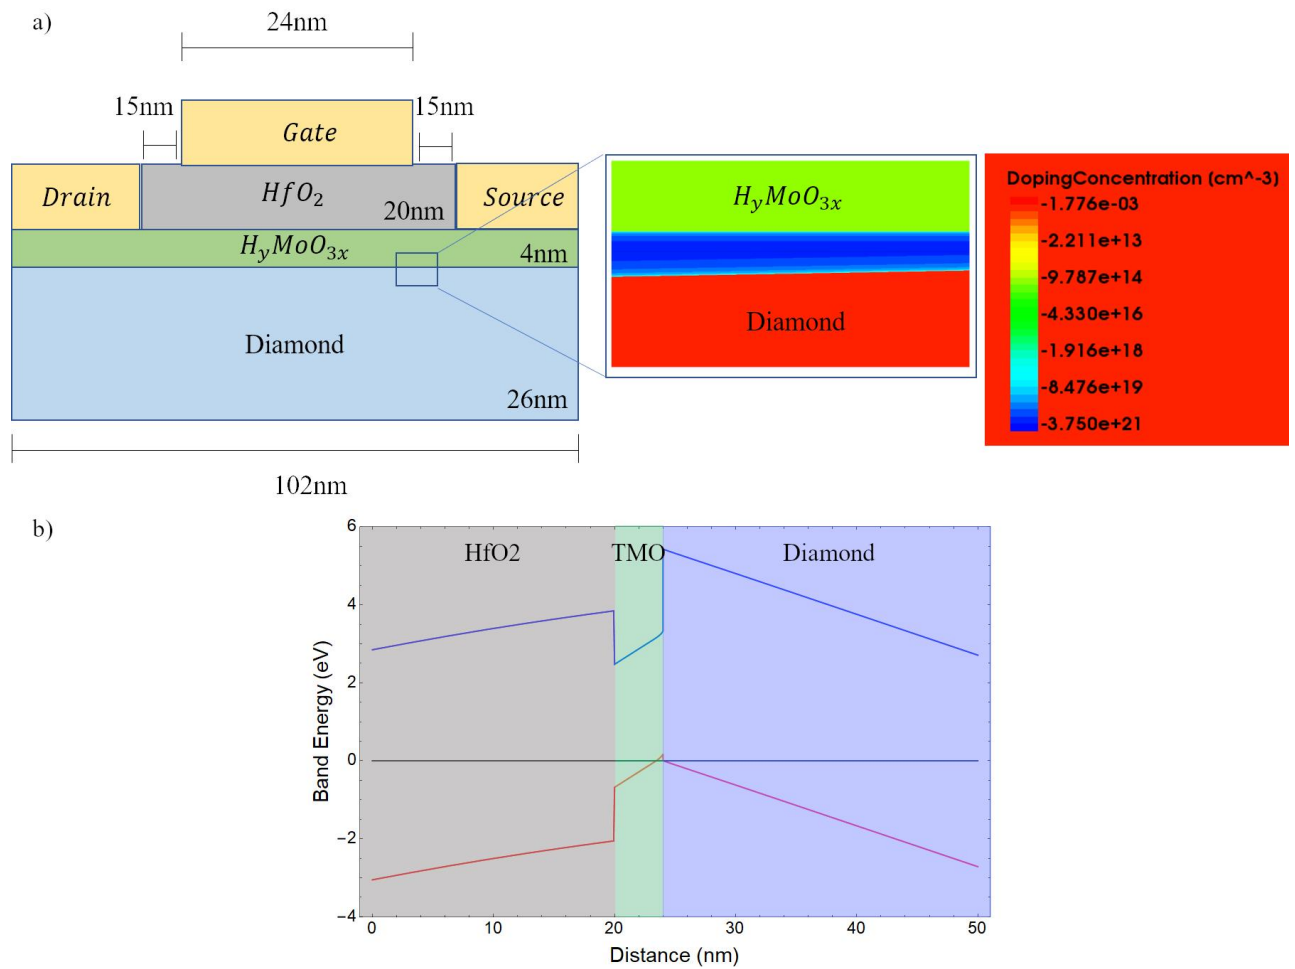 a)
24nm
15nm
15nm
Gate
Drain
HfO2
20nm
Source
HyMoO3x
4nm
Diamond
26nm
102nm
HyMoO3x
Diamond
DopingConcentration (cm^-3)
-1.776e-03
-2.211e+13
-9.787e+14
-4.330e+16
-1.916e+18
-8.476e+19
-3.750e+21
b)
HfO2
TMO
Diamond
6
4
2
0
−2
−4
Band Energy (eV)
0
10
20
30
40
50
Distance (nm)